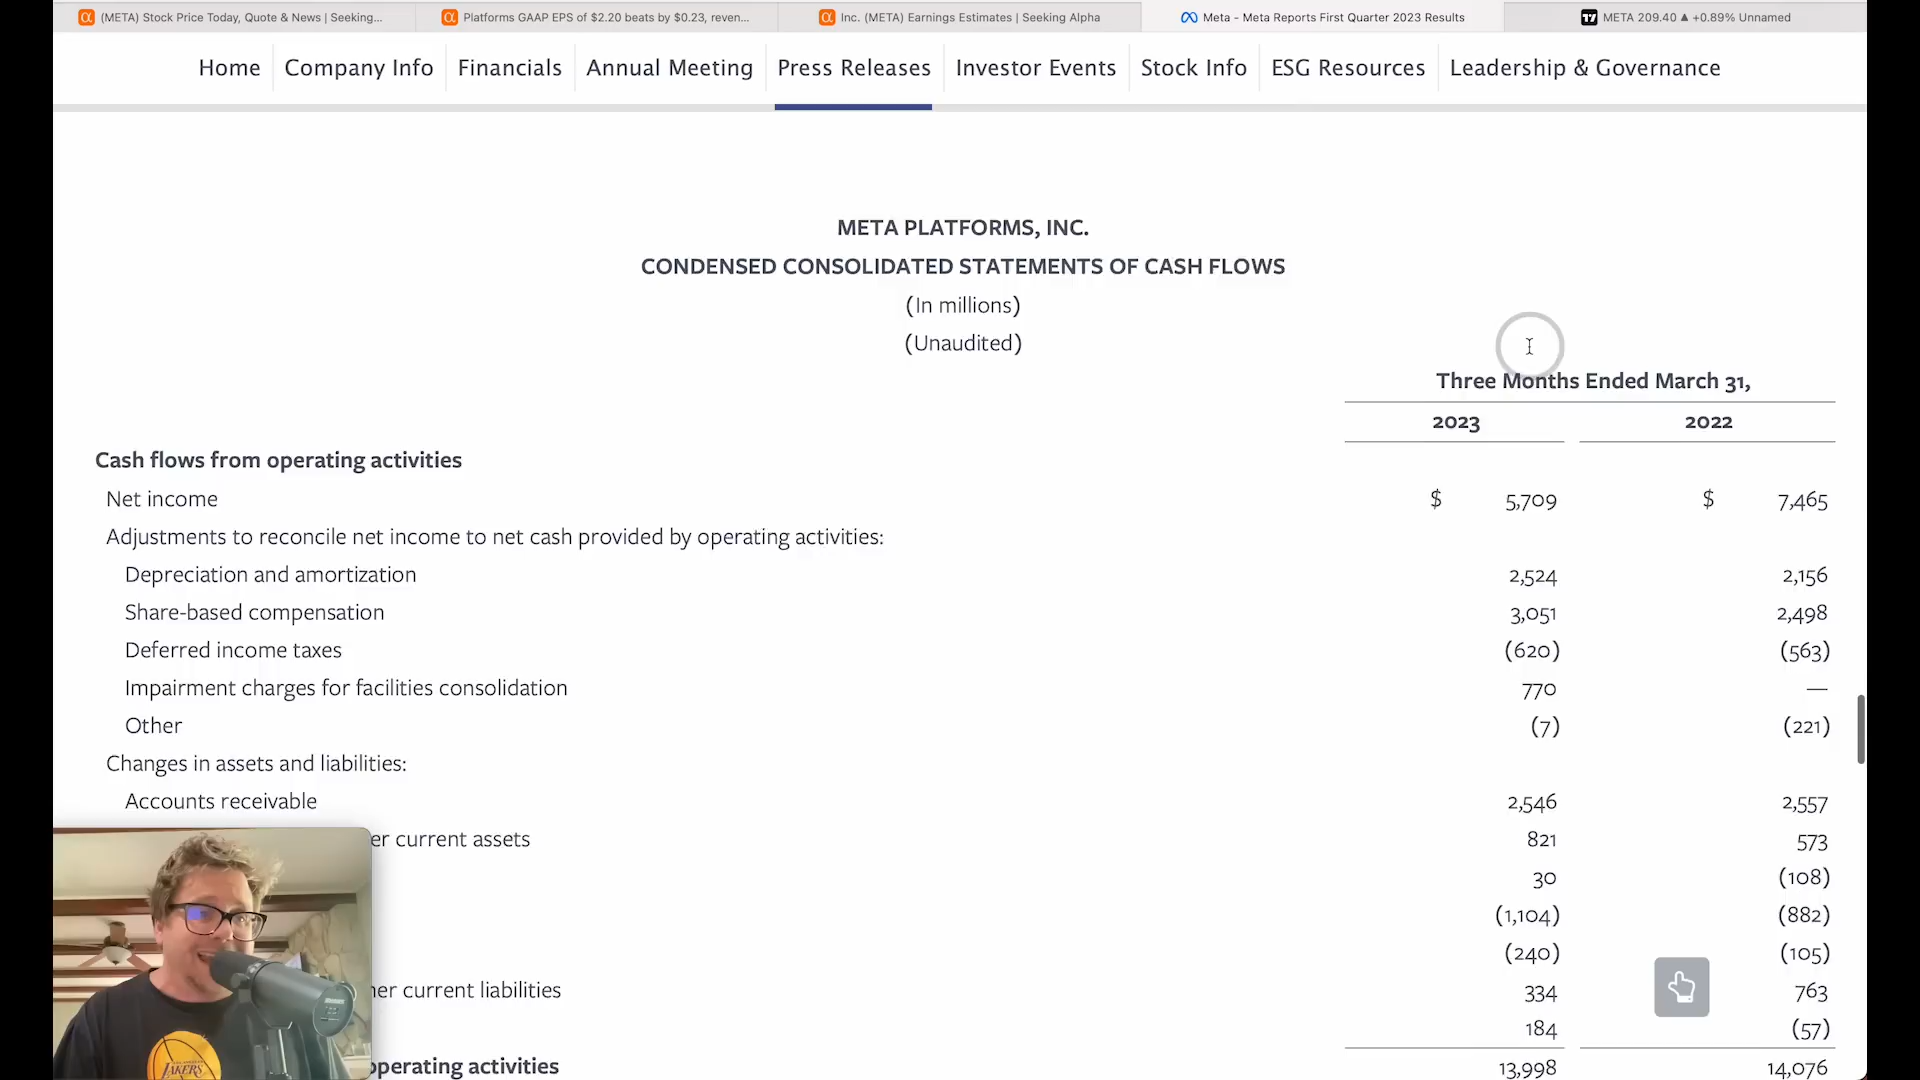 (META) Stock Price Today, Quote & News | Seeking...
Platforms GAAP EPS of $2.20 beats by $0.23, reven...
Inc. (META) Earnings Estimates | Seeking Alpha
Meta - Meta Reports First Quarter 2023 Results
META 209.40 ▲ +0.89% Unnamed
Home Company Info Financials Annual Meeting Press Releases Investor Events Stock Info ESG Resources Leadership & Governance
META PLATFORMS, INC.
CONDENSED CONSOLIDATED STATEMENTS OF CASH FLOWS
(In millions)
(Unaudited)
Three Months Ended March 31,
2023 2022
Cash flows from operating activities
Net income $ 5,709 $ 7,465
Adjustments to reconcile net income to net cash provided by operating activities:
Depreciation and amortization 2,524 2,156
Share-based compensation 3,051 2,498
Deferred income taxes (620) (563)
Impairment charges for facilities consolidation 770 —
Other (7) (221)
Changes in assets and liabilities:
Accounts receivable 2,546 2,557
er current assets 821 573
30 (108)
(1,104) (882)
(240) (105)
her current liabilities 334 763
184 (57)
operating activities 13,998 14,076
LAKERS